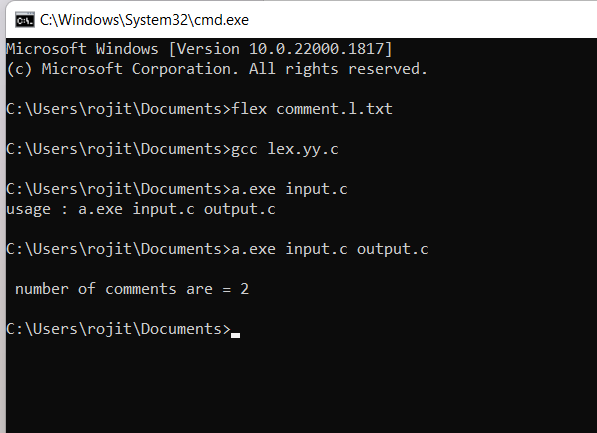 C:\Windows\System32\cmd.exe
Microsoft Windows [Version 10.0.22000.1817]
(c) Microsoft Corporation. All rights reserved.
C:\Users\rojit\Documents>flex comment.l.txt
C:\Users\rojit\Documents>gcc lex.yy.c
C:\Users\rojit\Documents>a.exe input.c
usage : a.exe input.c output.c
C:\Users\rojit\Documents>a.exe input.c output.c
number of comments are = 2
C:\Users\rojit\Documents>